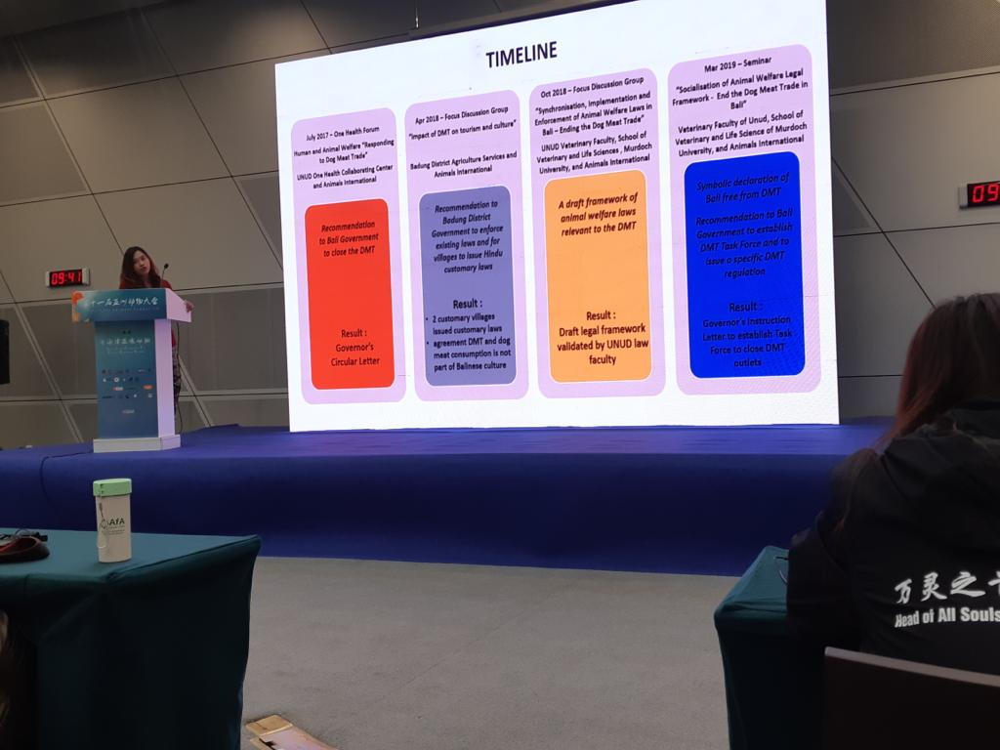 TIMELINE
July 2017 – One Health Forum
Human and Animal Welfare "Responding
to Dog Meat Trade"
UNUD One Health Collaborating Center
and Animals International
Recommendation
to Bali Government
to close the DMT
Result :
Governor's
Circular Letter
Apr 2018 – Focus Discussion Group
"Impact of DMT on tourism and culture"
Badung District Agriculture Services and
Animals International
Recommendation to
Badung District
Government to enforce
existing laws and for
villages to issue Hindu
customary laws
Result :
• 2 customary villages
issued customary laws
• agreement DMT and dog
meat consumption is not
part of Balinese culture
Oct 2018 – Focus Discussion Group
"Synchronisation, Implementation and
Enforcement of Animal Welfare Laws in
Bali – Ending the Dog Meat Trade"
UNUD Veterinary Faculty, School of
Veterinary and Life Sciences , Murdoch
University, and Animals International
A draft framework of
animal welfare laws
relevant to the DMT
Result :
Draft legal framework
validated by UNUD law
faculty
Mar 2019 – Seminar
"Socialisation of Animal Welfare Legal
Framework - End the Dog Meat Trade in
Bali"
Veterinary Faculty of Unud, School of
Veterinary and Life Science of Murdoch
University, and Animals International
Symbolic declaration of
Bali free from DMT
Recommendation to Bali
Government to establish
DMT Task Force and to
issue a specific DMT
regulation
Result :
Governor's Instruction
Letter to establish Task
Force to close DMT
outlets
09:41
09
十一届亚洲动物大会
AfA
万灵之
Head of All Souls